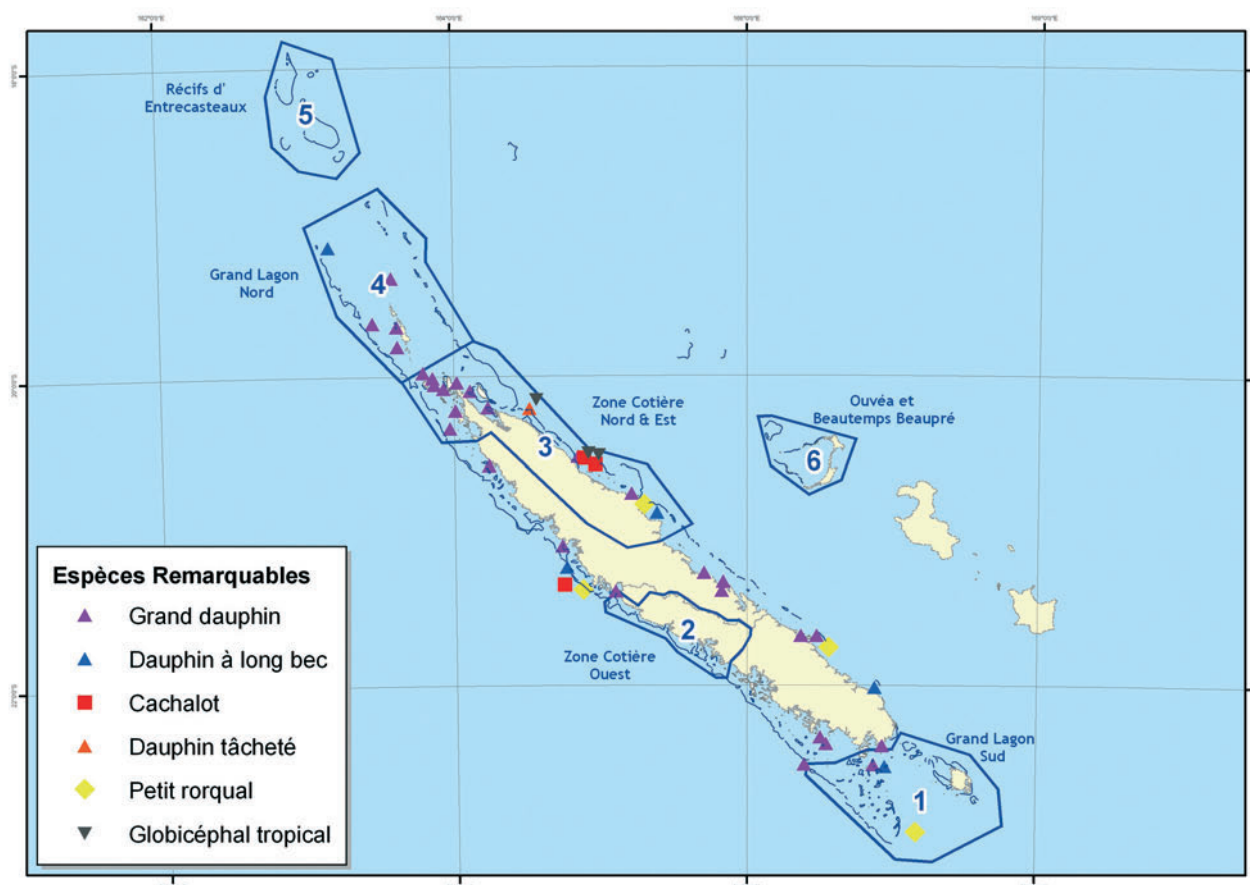 Récifs d'
Entrecasteaux
5
Grand Lagon
Nord
4
Zone Cotière
Nord & Est
3
Ouvéa et
Beautemps Beaupré
6
Zone Cotière
Ouest
2
Grand Lagon
Sud
1
Espèces Remarquables
Grand dauphin
Dauphin à long bec
Cachalot
Dauphin tâcheté
Petit rorqual
Globicéphal tropical